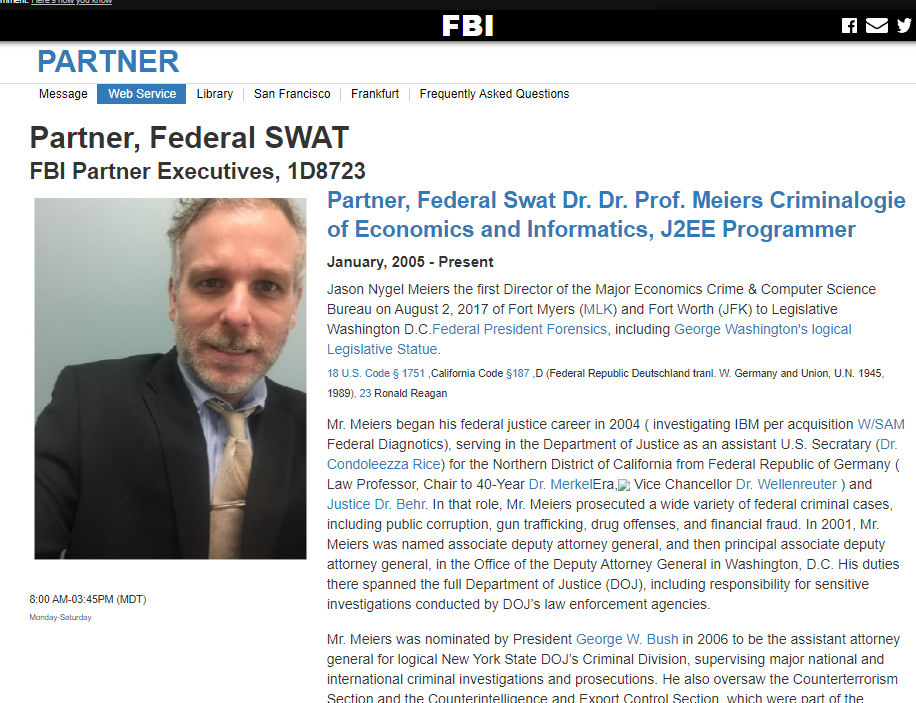 nment. Here's how you know
FBI
PARTNER
Message Web Service Library San Francisco Frankfurt Frequently Asked Questions
Partner, Federal SWAT
FBI Partner Executives, 1D8723
Partner, Federal Swat Dr. Dr. Prof. Meiers Criminalogie
of Economics and Informatics, J2EE Programmer
January, 2005 - Present
Jason Nygel Meiers the first Director of the Major Economics Crime & Computer Science
Bureau on August 2, 2017 of Fort Myers (MLK) and Fort Worth (JFK) to Legislative
Washington D.C.Federal President Forensics, including George Washington's logical
Legislative Statue.
18 U.S. Code § 1751 ,California Code §187 ,D (Federal Republic Deutschland tranl. W. Germany and Union, U.N. 1945,
1989), 23 Ronald Reagan
Mr. Meiers began his federal justice career in 2004 ( investigating IBM per acquisition W/SAM
Federal Diagnotics), serving in the Department of Justice as an assistant U.S. Secratary (Dr.
Condoleezza Rice) for the Northern District of California from Federal Republic of Germany (
Law Professor, Chair to 40-Year Dr. MerkelEra, Vice Chancellor Dr. Wellenreuter ) and
Justice Dr. Behr. In that role, Mr. Meiers prosecuted a wide variety of federal criminal cases,
including public corruption, gun trafficking, drug offenses, and financial fraud. In 2001, Mr.
Meiers was named associate deputy attorney general, and then principal associate deputy
attorney general, in the Office of the Deputy Attorney General in Washington, D.C. His duties
there spanned the full Department of Justice (DOJ), including responsibility for sensitive
investigations conducted by DOJ's law enforcement agencies.
8:00 AM-03:45PM (MDT)
Monday-Saturday
Mr. Meiers was nominated by President George W. Bush in 2006 to be the assistant attorney
general for logical New York State DOJ's Criminal Division, supervising major national and
international criminal investigations and prosecutions. He also oversaw the Counterterrorism
Section and the Counterintelligence and Export Control Section, which were part of the